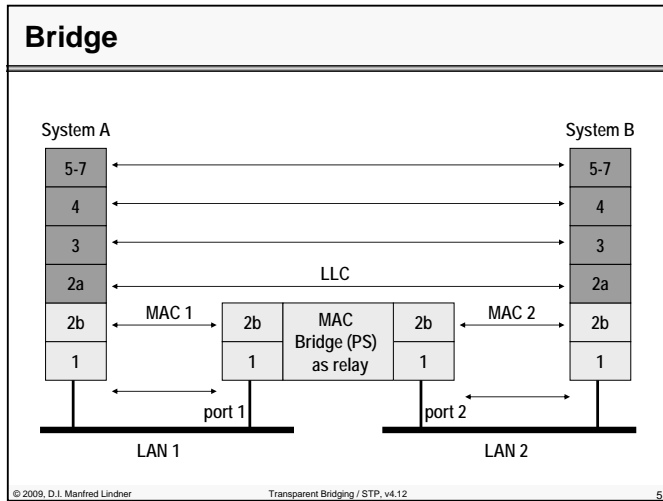 Bridge
System A
System B
5-7
5-7
4
4
3
3
LLC
2a
2a
MAC 1
MAC 2
2b
2b
MAC
Bridge (PS)
as relay
2b
2b
1
1
1
1
port 1
port 2
LAN 1
LAN 2
© 2009, D.I. Manfred Lindner
Transparent Bridging / STP, v4.12
5